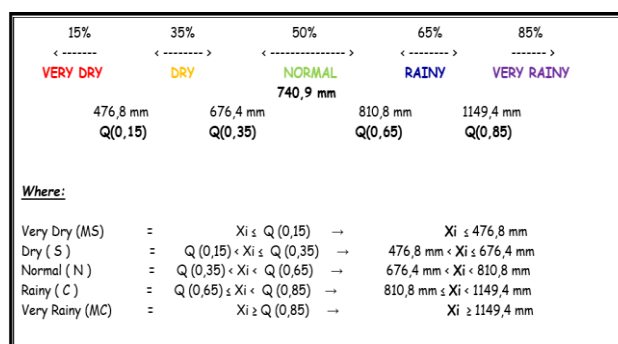 15% 35% 50% 65% 85%
‹ ------- ‹ -------- › ‹ --------------- › ‹ -------- › ------ ›
VERY DRY DRY NORMAL RAINY VERY RAINY
740,9 mm
476,8 mm 676,4 mm 810,8 mm 1149,4 mm
Q(0,15) Q(0,35) Q(0,65) Q(0,85)
Where:
Very Dry (MS) = Xi ≤ Q (0,15) → Xi ≤ 476,8 mm
Dry ( S ) = Q (0,15) ‹ Xi ≤ Q (0,35) → 476,8 mm ‹ Xi ≤ 676,4 mm
Normal ( N ) = Q (0,35) ‹ Xi ‹ Q (0,65) → 676,4 mm ‹ Xi ‹ 810,8 mm
Rainy ( C ) = Q (0,65) ≤ Xi ‹ Q (0,85) → 810,8 mm ≤ Xi ‹ 1149,4 mm
Very Rainy (MC) = Xi ≥ Q (0,85) → Xi ≥ 1149,4 mm